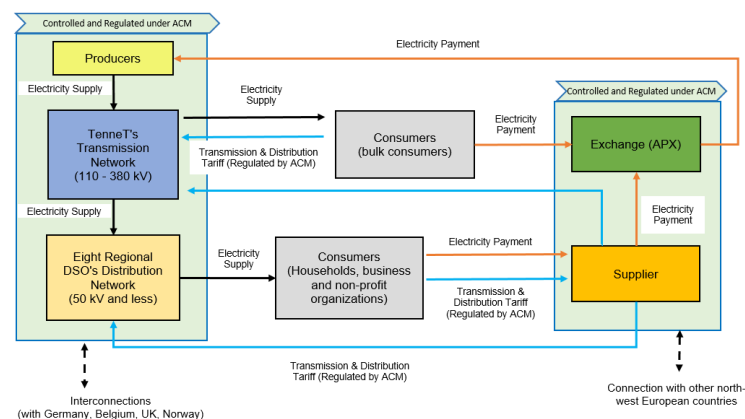 Controlled and Regulated under ACM
Producers
Electricity Payment
Electricity Supply
Electricity
Supply
Controlled and Regulated under ACM
TenneT's
Transmission
Network
(110 - 380 kV)
Transmission & Distribution
Tariff (Regulated by ACM)
Consumers
(bulk consumers)
Electricity
Payment
Exchange (APX)
Electricity Supply
Electricity
Payment
Eight Regional
DSO's Distribution
Network
(50 kV and less)
Electricity
Supply
Consumers
(Households, business
and non-profit
organizations)
Electricity Payment
Transmission &
Distribution Tariff
(Regulated by ACM)
Supplier
Transmission & Distribution
Tariff (Regulated by ACM)
Interconnections
(with Germany, Belgium, UK, Norway)
Connection with other north-
west European countries